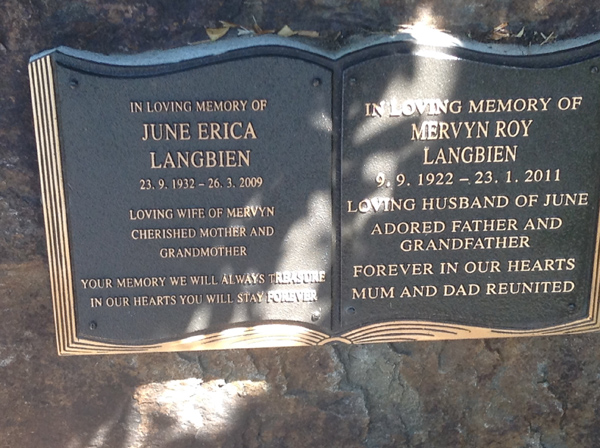 IN LOVING MEMORY OF
JUNE ERICA
LANGBIEN
23. 9. 1932 – 26. 3. 2009
LOVING WIFE OF MERVYN
CHERISHED MOTHER AND
GRANDMOTHER
YOUR MEMORY WE WILL ALWAYS TREASURE
IN OUR HEARTS YOU WILL STAY FOREVER
IN LOVING MEMORY OF
MERVYN ROY
LANGBIEN
9. 9. 1922 – 23. 1. 2011
LOVING HUSBAND OF JUNE
ADORED FATHER AND
GRANDFATHER
FOREVER IN OUR HEARTS
MUM AND DAD REUNITED